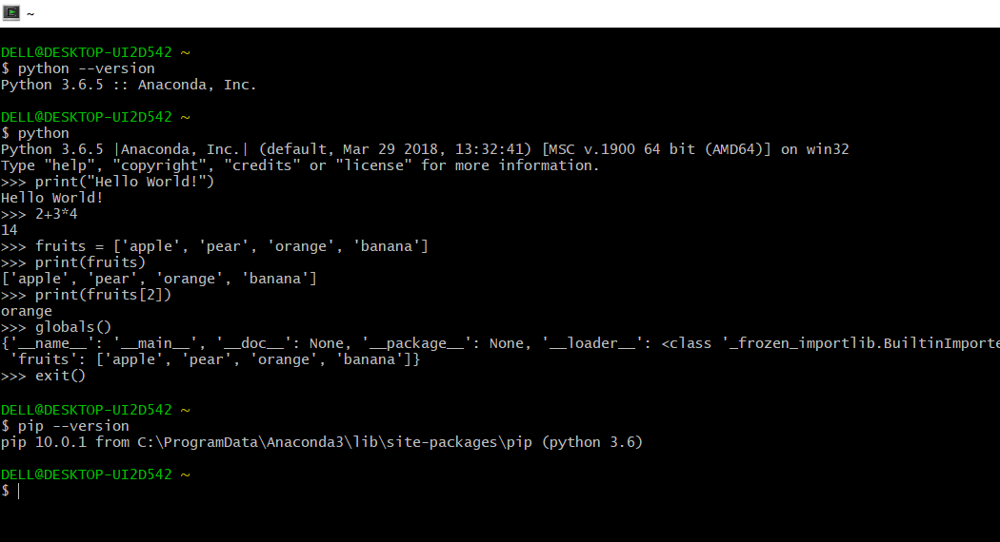 ~
DELL@DESKTOP-UI2D542 ~
$ python --version
Python 3.6.5 :: Anaconda, Inc.
DELL@DESKTOP-UI2D542 ~
$ python
Python 3.6.5 |Anaconda, Inc.| (default, Mar 29 2018, 13:32:41) [MSC v.1900 64 bit (AMD64)] on win32
Type "help", "copyright", "credits" or "license" for more information.
>>> print("Hello World!")
Hello World!
>>> 2+3*4
14
>>> fruits = ['apple', 'pear', 'orange', 'banana']
>>> print(fruits)
['apple', 'pear', 'orange', 'banana']
>>> print(fruits[2])
orange
>>> globals()
{'__name__': '__main__', '__doc__': None, '__package__': None, '__loader__': <class '_frozen_importlib.BuiltinImporte
 'fruits': ['apple', 'pear', 'orange', 'banana']}
>>> exit()
DELL@DESKTOP-UI2D542 ~
$ pip --version
pip 10.0.1 from C:\ProgramData\Anaconda3\lib\site-packages\pip (python 3.6)
DELL@DESKTOP-UI2D542 ~
$